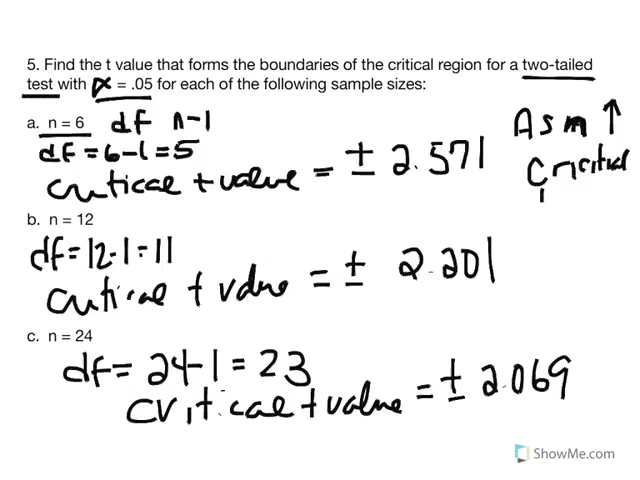 5. Find the t value that forms the boundaries of the critical region for a two-tailed
test with α = .05 for each of the following sample sizes:
a. n = 6 df n-1
df = 6-1 = 5
critical t value = ± 2.571
As n ↑
Critical
b. n = 12
df = 12-1 = 11
critical t value = ± 2.201
c. n = 24
df = 24-1 = 23
critical t value = ± 2.069
ShowMe.com